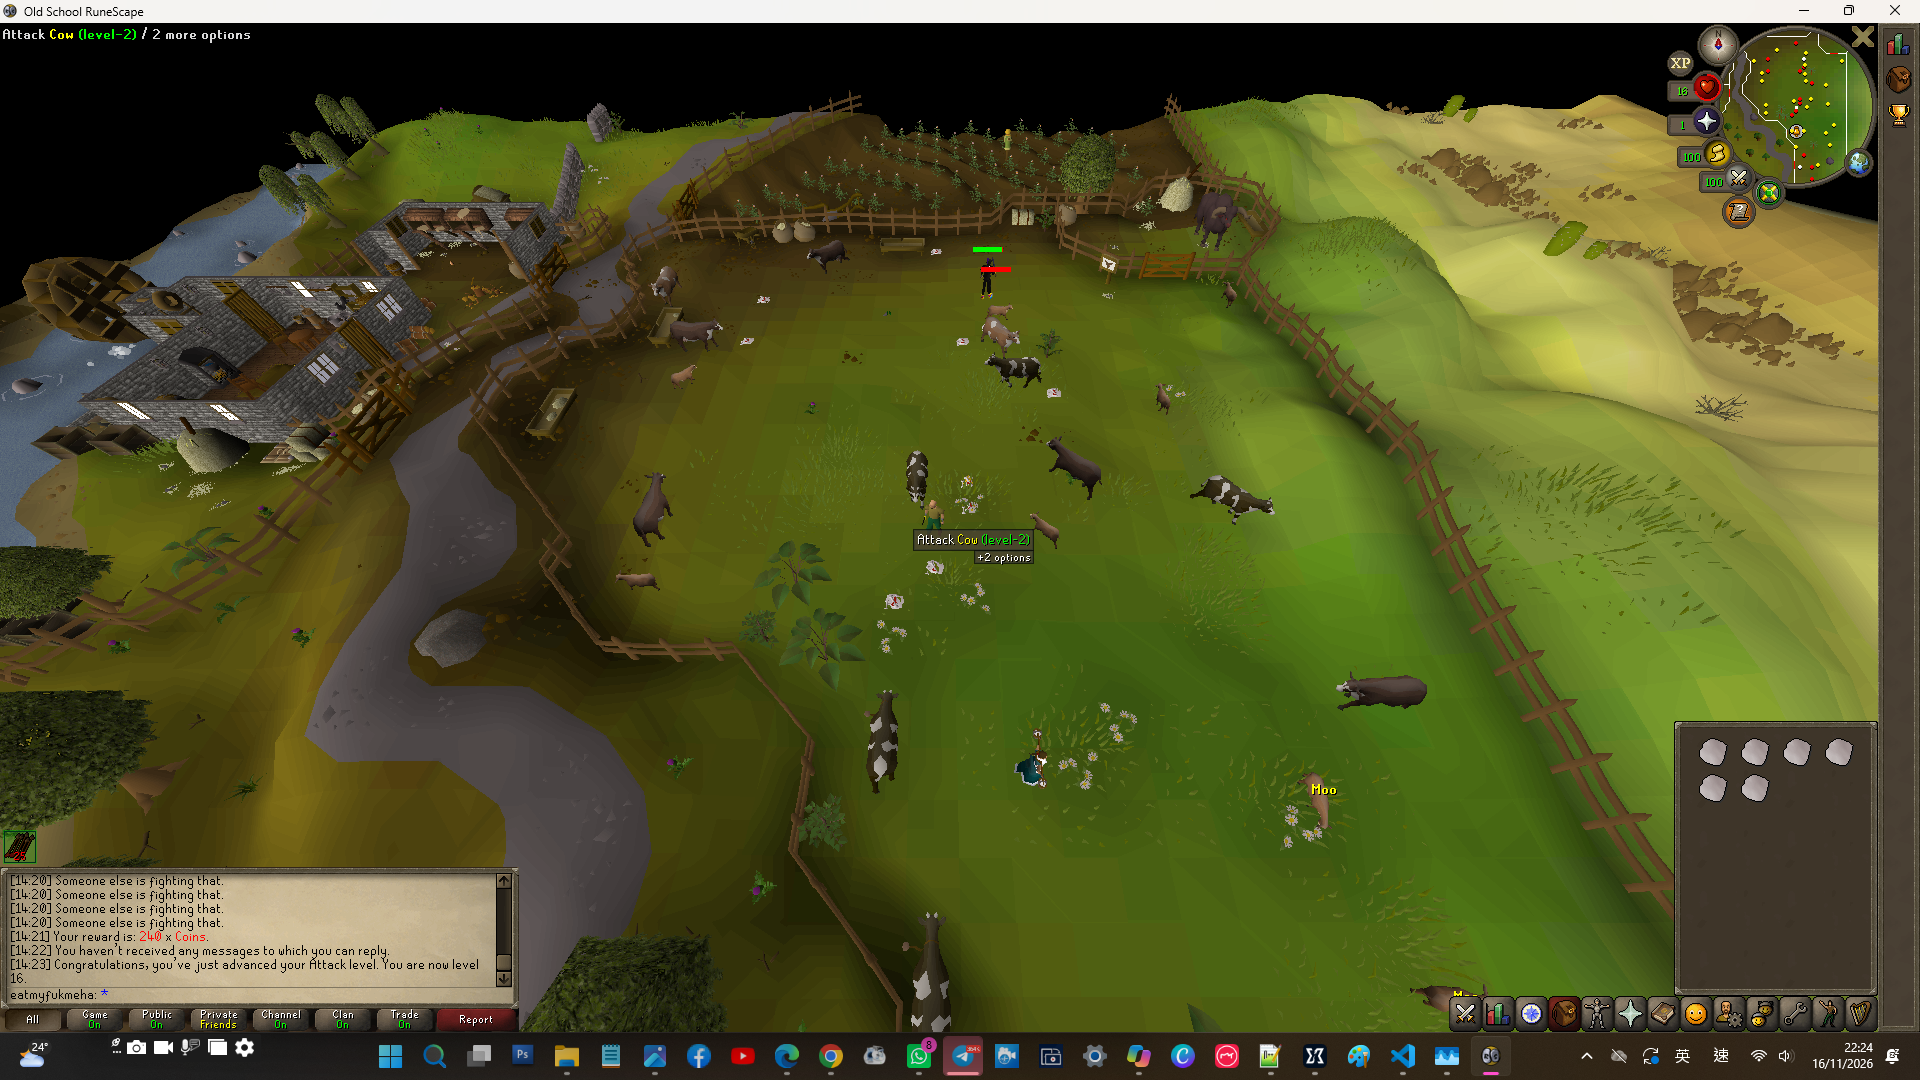 Old School RuneScape
Attack Cow (level-2) / 2 more options
N
XP
16
1
100
100
Attack Cow (level-2)
+2 options
Moo
[14:20] Someone else is fighting that.
[14:20] Someone else is fighting that.
[14:20] Someone else is fighting that.
[14:20] Someone else is fighting that.
[14:21] Your reward is: 240 x Coins.
[14:22] You haven't received any messages to which you can reply.
[14:23] Congratulations, you've just advanced your Attack level. You are now level
16.
eatmyfukmeha: *
All
Game
On
Public
On
Private
Friends
Channel
On
Clan
On
Trade
On
Report
24°
Ps
8
英
速
22:24
16/11/2026